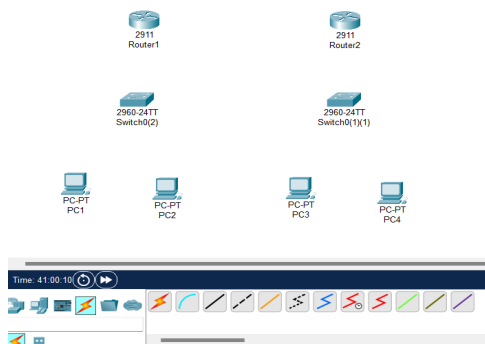 2911
Router1
2911
Router2
2960-24TT
Switch0(2)
2960-24TT
Switch0(1)(1)
PC-PT
PC1
PC-PT
PC2
PC-PT
PC3
PC-PT
PC4
Time: 41:00:10